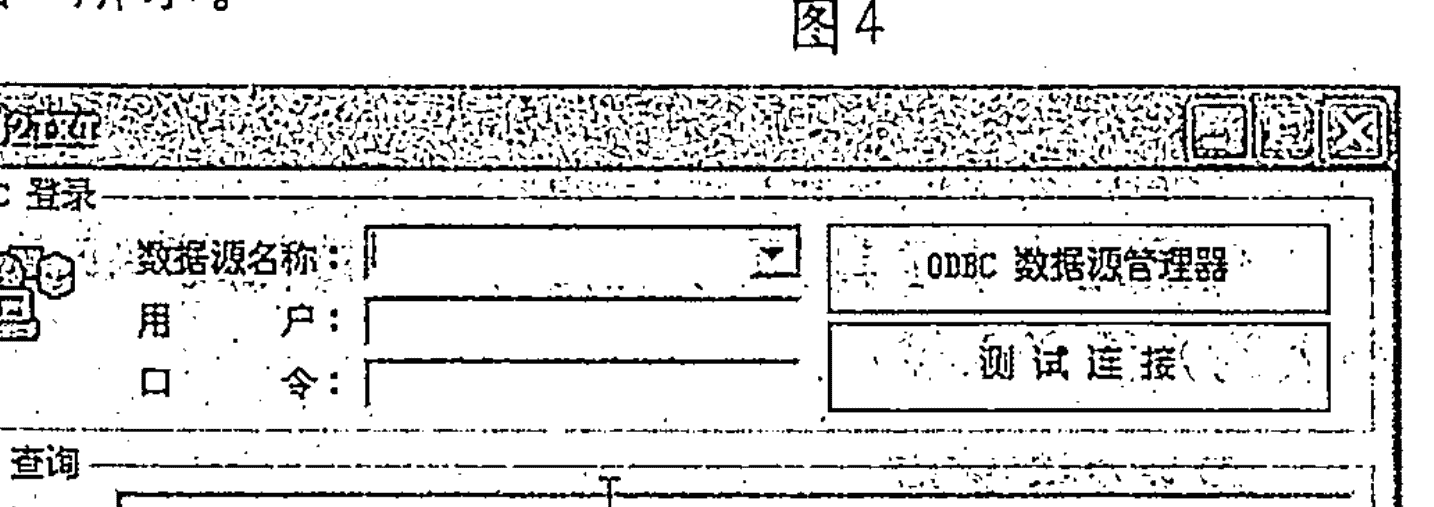 图 4
登录
数据源名称：
ODBC 数据源管理器
用 户：
测 试 连 接
口 令：
查询